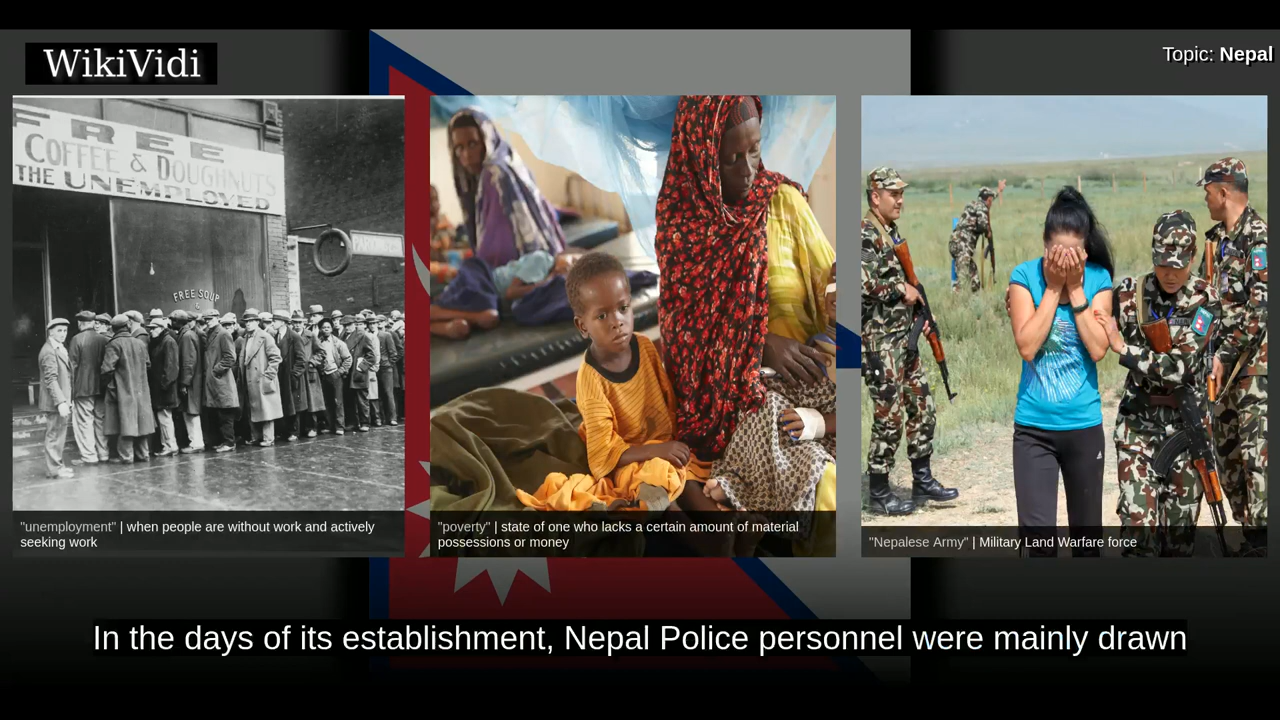 WikiVidi
Topic: Nepal
FREE
COFFEE & DOUGHNUTS
THE UNEMPLOYED
FREE SOUP
"unemployment" | when people are without work and actively
seeking work
"poverty" | state of one who lacks a certain amount of material
possessions or money
"Nepalese Army" | Military Land Warfare force
In the days of its establishment, Nepal Police personnel were mainly drawn